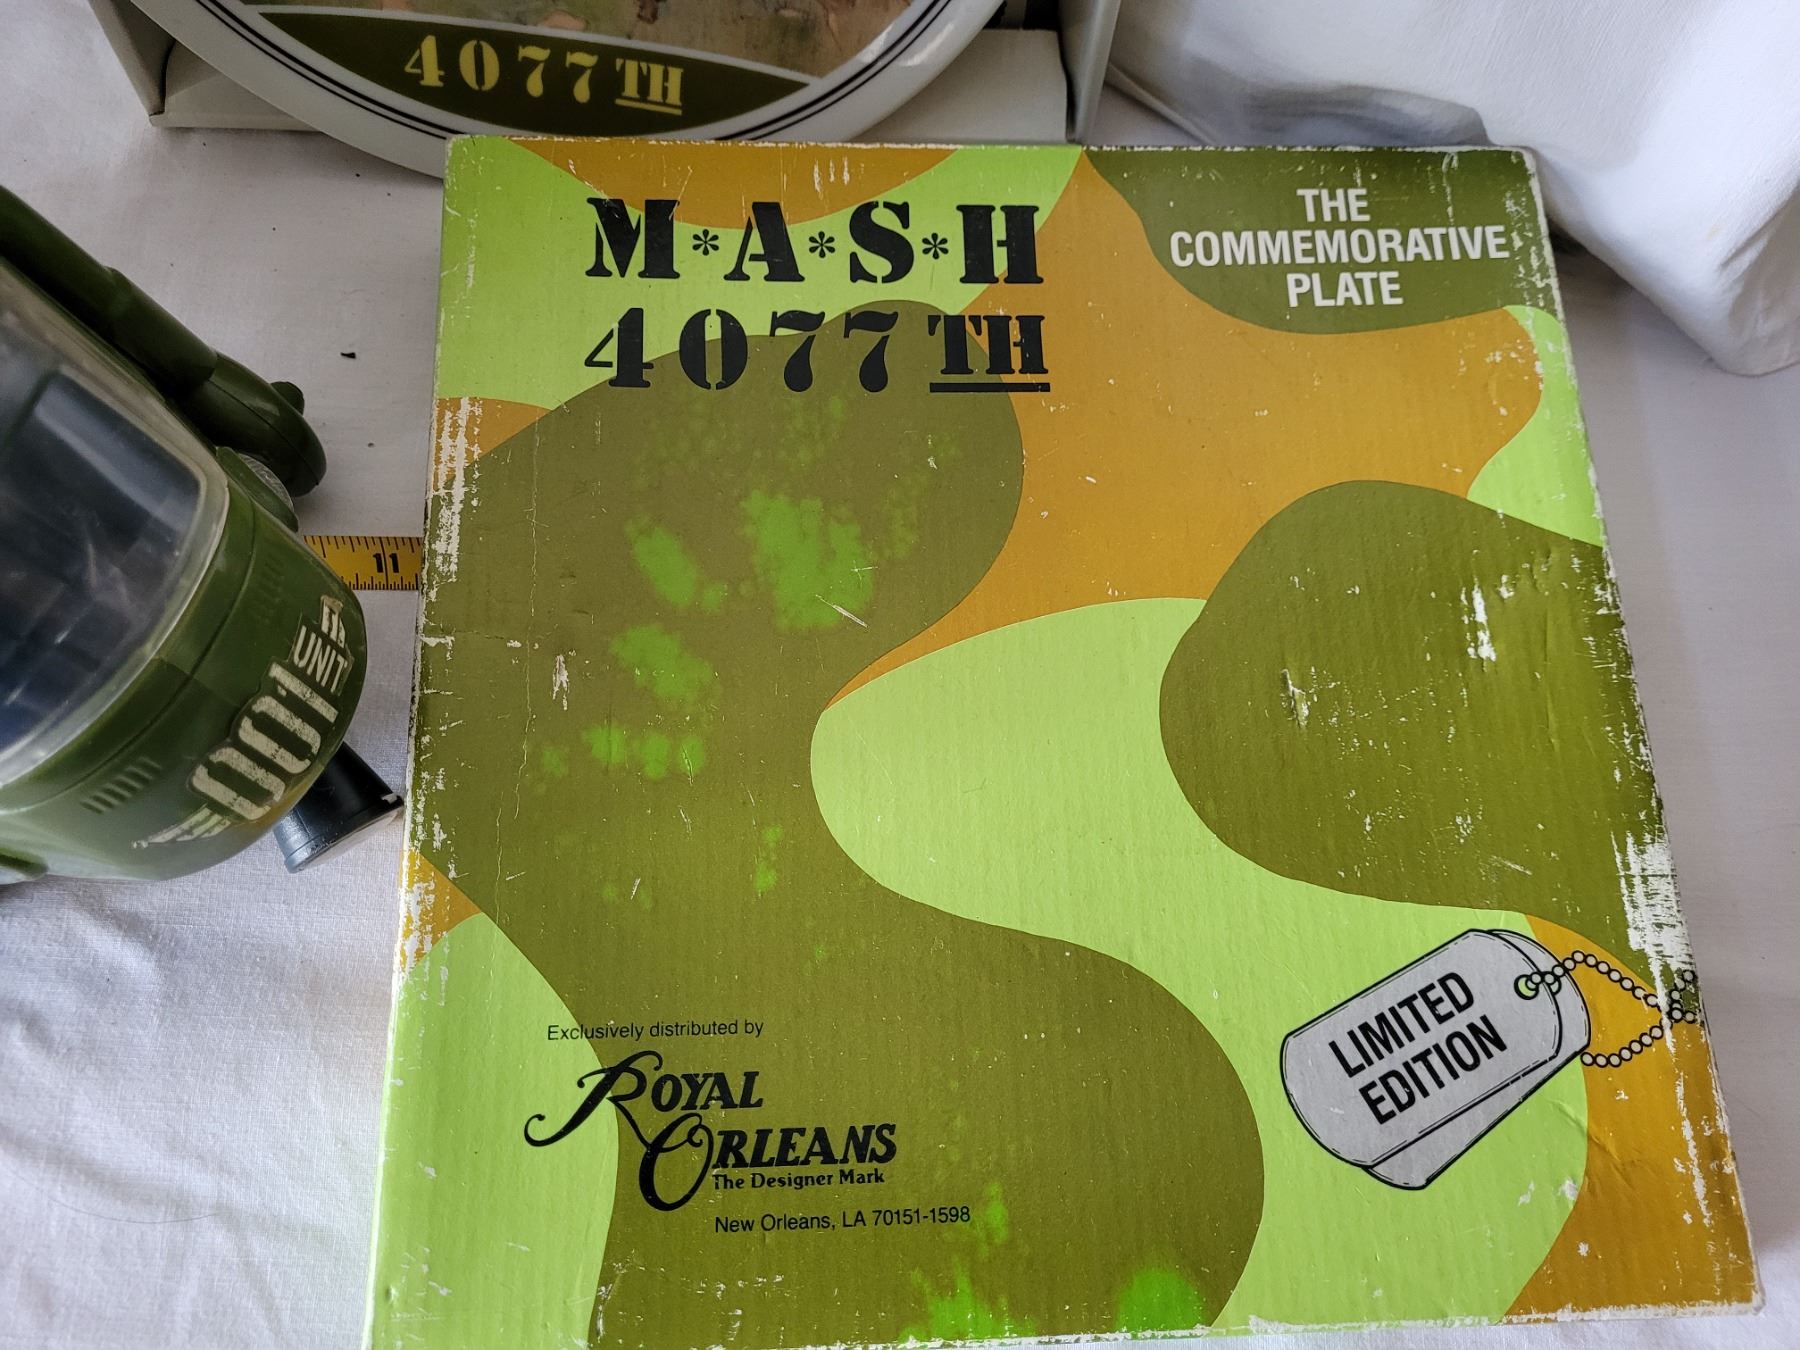 4077TH
M*A*S*H
4077TH
THE
COMMEMORATIVE
PLATE
11
UNIT
001
LIMITED
EDITION
Exclusively distributed by
ROYAL
ORLEANS
The Designer Mark
New Orleans, LA 70151-1598